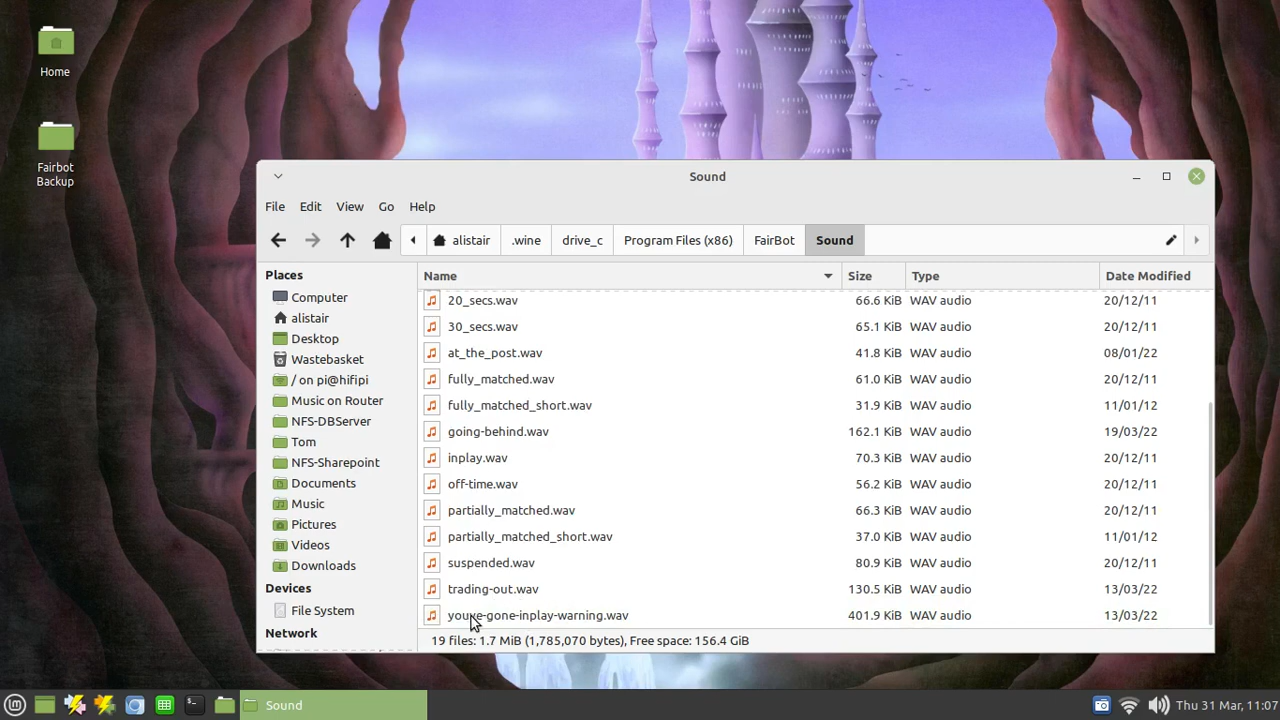 Home
Fairbot
Backup
Sound
File Edit View Go Help
alistair .wine drive_c Program Files (x86) FairBot Sound
Places
Computer
alistair
Desktop
Wastebasket
/ on pi@hifipi
Music on Router
NFS-DBServer
Tom
NFS-Sharepoint
Documents
Music
Pictures
Videos
Downloads
Devices
File System
Network
Name Size Type Date Modified
20_secs.wav 66.6 KiB WAV audio 20/12/11
30_secs.wav 65.1 KiB WAV audio 20/12/11
at_the_post.wav 41.8 KiB WAV audio 08/01/22
fully_matched.wav 61.0 KiB WAV audio 20/12/11
fully_matched_short.wav 31.9 KiB WAV audio 11/01/12
going-behind.wav 162.1 KiB WAV audio 19/03/22
inplay.wav 70.3 KiB WAV audio 20/12/11
off-time.wav 56.2 KiB WAV audio 20/12/11
partially_matched.wav 66.3 KiB WAV audio 20/12/11
partially_matched_short.wav 37.0 KiB WAV audio 11/01/12
suspended.wav 80.9 KiB WAV audio 20/12/11
trading-out.wav 130.5 KiB WAV audio 13/03/22
youve-gone-inplay-warning.wav 401.9 KiB WAV audio 13/03/22
19 files: 1.7 MiB (1,785,070 bytes), Free space: 156.4 GiB
Sound
Thu 31 Mar, 11:07